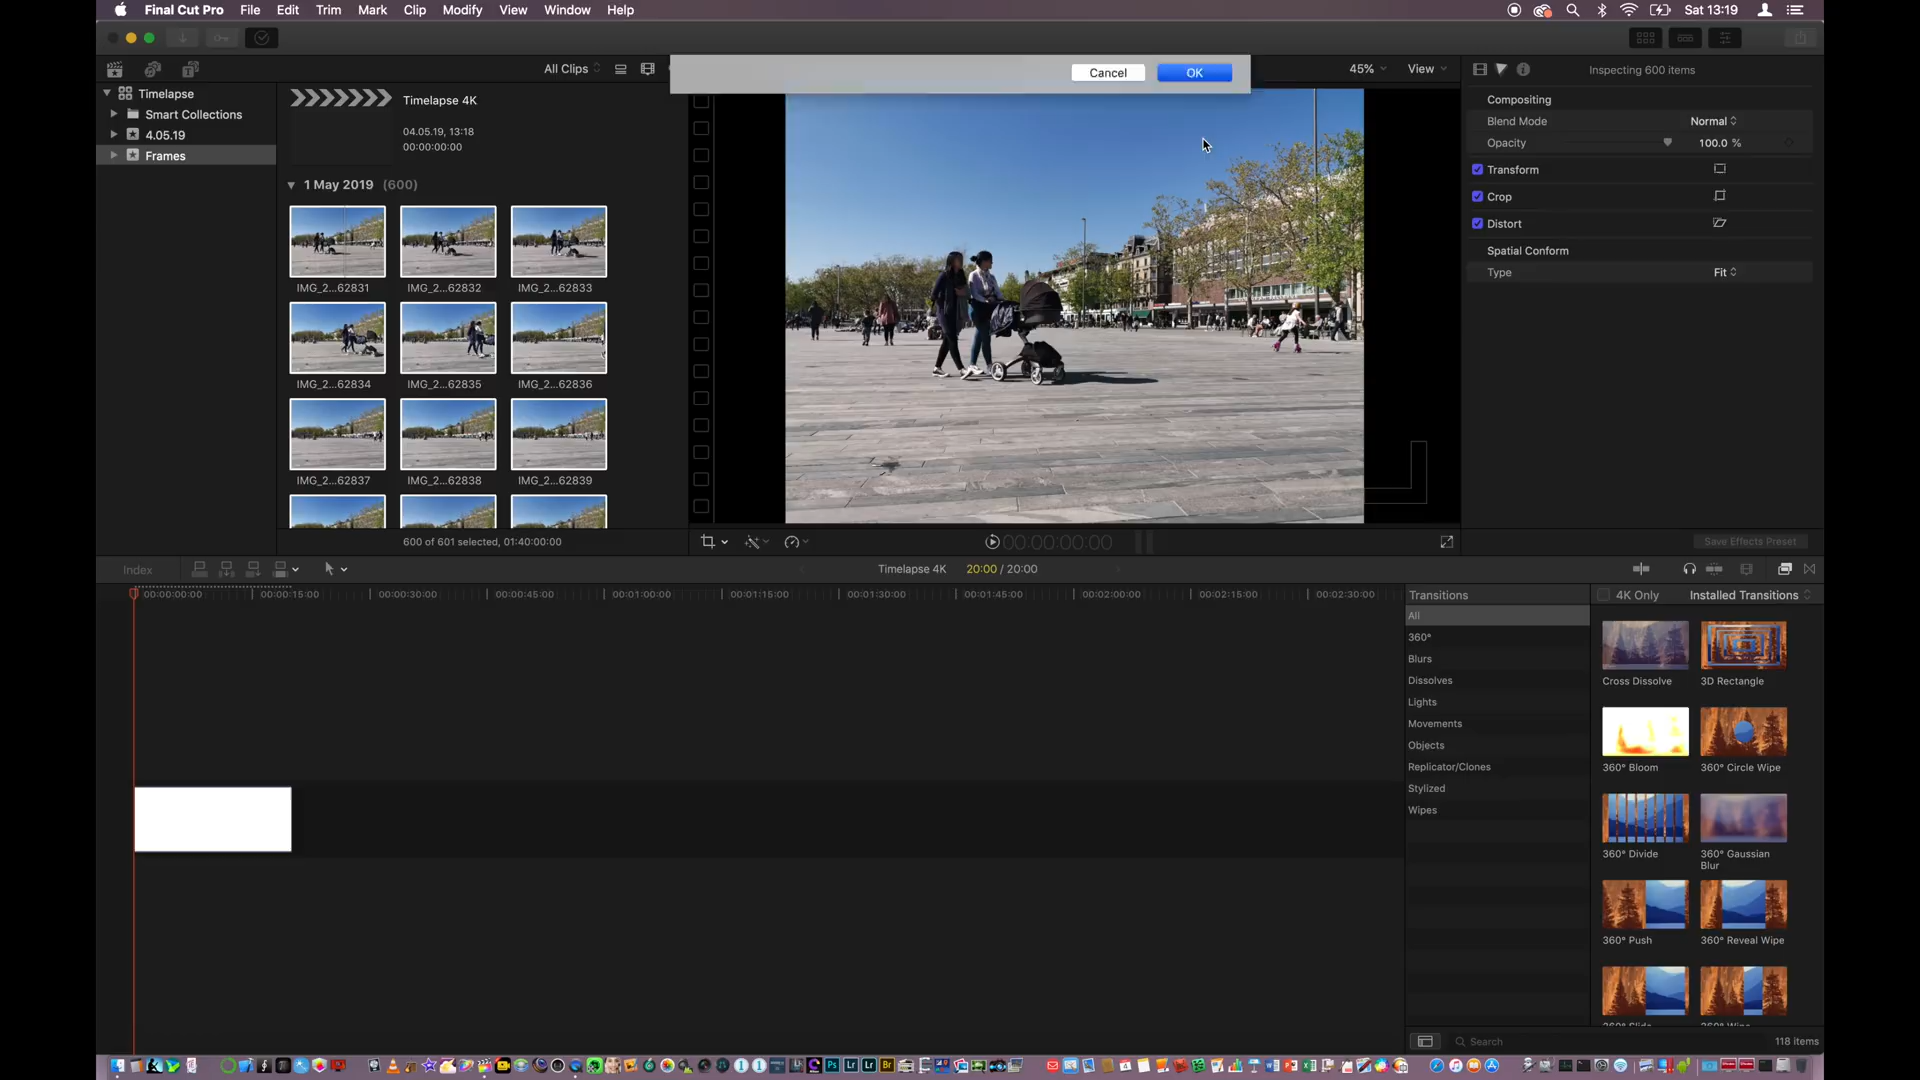 Final Cut Pro File Edit Trim Mark Clip Modify View Window Help Sat 13:19
All Clips 45% View Inspecting 600 items
Cancel OK
Timelapse
Smart Collections
4.05.19
Frames
Timelapse 4K
04.05.19, 13:18
00:00:00:00
1 May 2019 (600)
IMG_2...62831 IMG_2...62832 IMG_2...62833
IMG_2...62834 IMG_2...62835 IMG_2...62836
IMG_2...62837 IMG_2...62838 IMG_2...62839
600 of 601 selected, 01:40:00:00
00:00:00:00
Compositing
Blend Mode Normal
Opacity 100.0 %
Transform
Crop
Distort
Spatial Conform
Type Fit
Save Effects Preset
Index Timelapse 4K 20:00 / 20:00
00:00:00:00 00:00:15:00 00:00:30:00 00:00:45:00 00:01:00:00 00:01:15:00 00:01:30:00 00:01:45:00 00:02:00:00 00:02:15:00 00:02:30:00
Transitions 4K Only Installed Transitions
All
360°
Blurs
Dissolves
Lights
Movements
Objects
Replicator/Clones
Stylized
Wipes
Cross Dissolve 3D Rectangle
360° Bloom 360° Circle Wipe
360° Divide 360° Gaussian
Blur
360° Push 360° Reveal Wipe
360° Slide 360° Wipe
Search 118 items